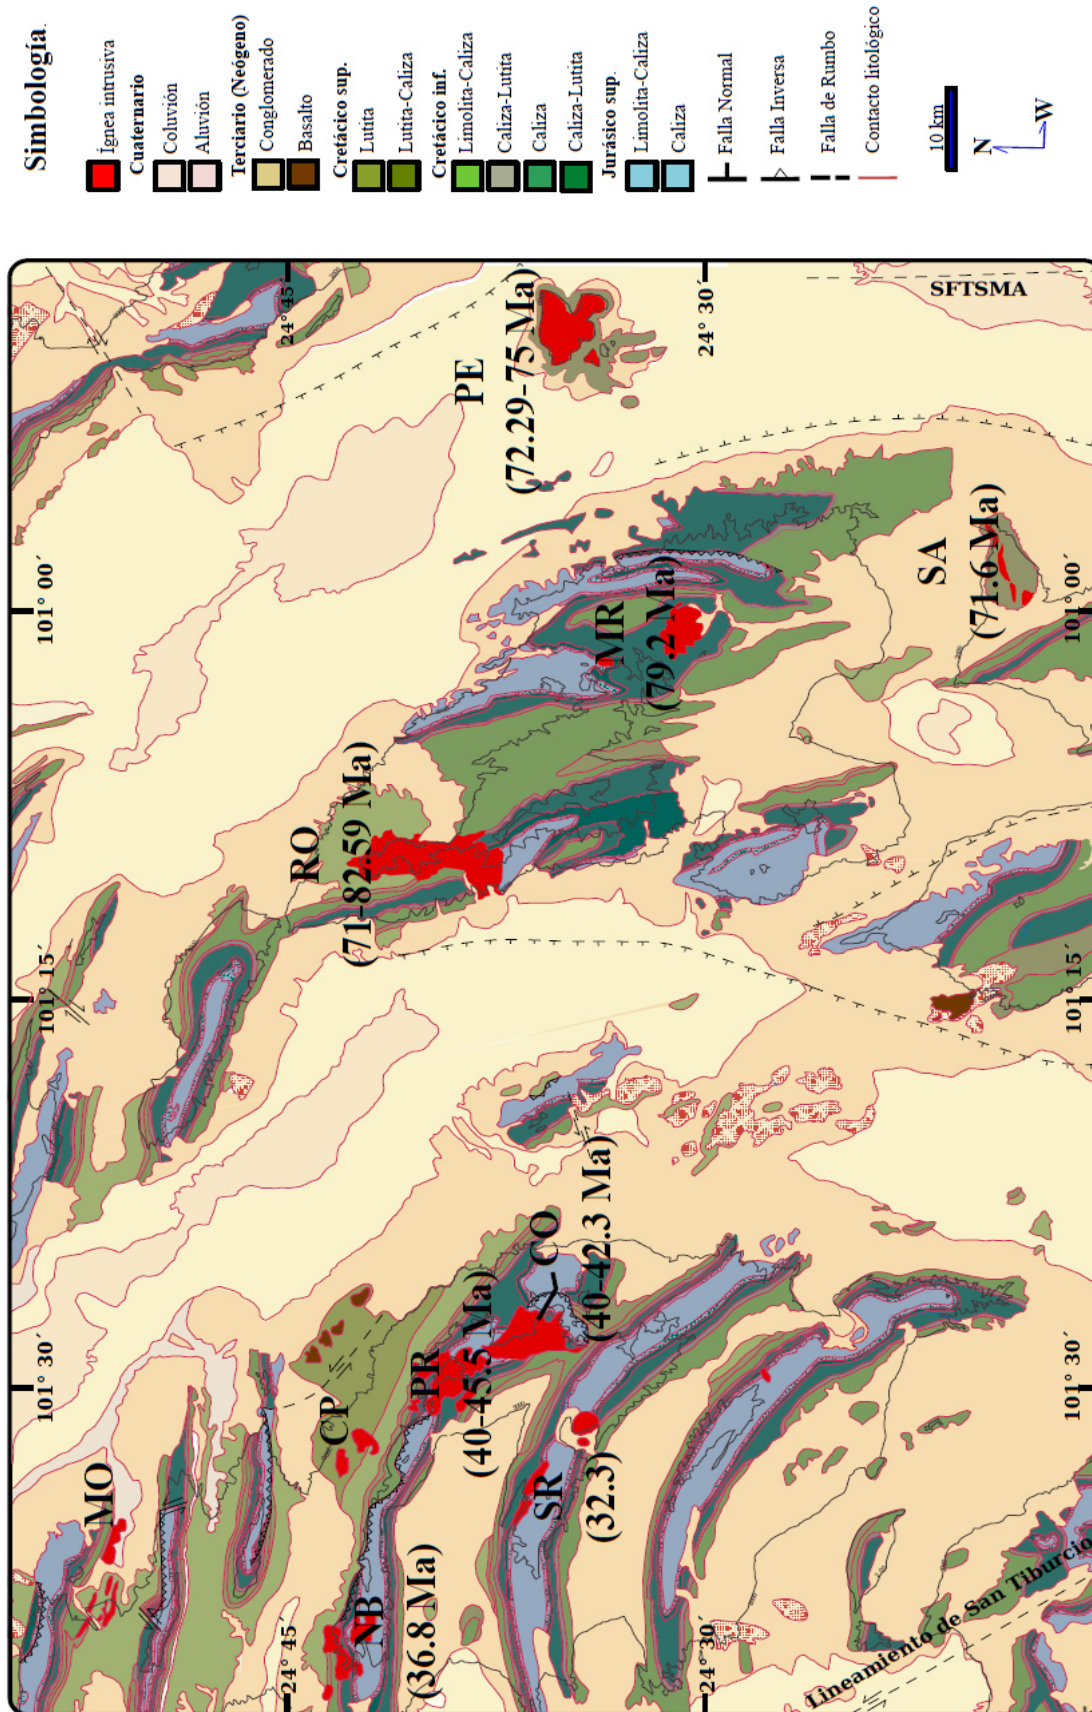 Simbología.
Ígnea intrusiva
Cuaternario
Coluvión
Aluvión
Terciario (Neógeno)
Conglomerado
Basalto
Cretácico sup.
Lutita
Lutita-Caliza
Cretácico inf.
Limolita-Caliza
Caliza-Lutita
Caliza
Caliza-Lutita
Jurásico sup.
Limolita-Caliza
Caliza
Falla Normal
Falla Inversa
Falla de Rumbo
Contacto litológico
10 km
N
W
101° 30´
101° 15´
101° 00´
24° 45´
24° 45´
MO
CP
NB
(36.8 Ma)
PR
(40-45.5 Ma)
CO
(40-42.3 Ma)
SR
(32.3)
RO
(71-82.59 Ma)
PE
(72.29-75 Ma)
MR
(79.2 Ma)
SA
(71.6 Ma)
24° 30´
24° 30´
SFTSMA
Lineamiento de San Tiburcio
101° 30´
101° 15´
101° 00´